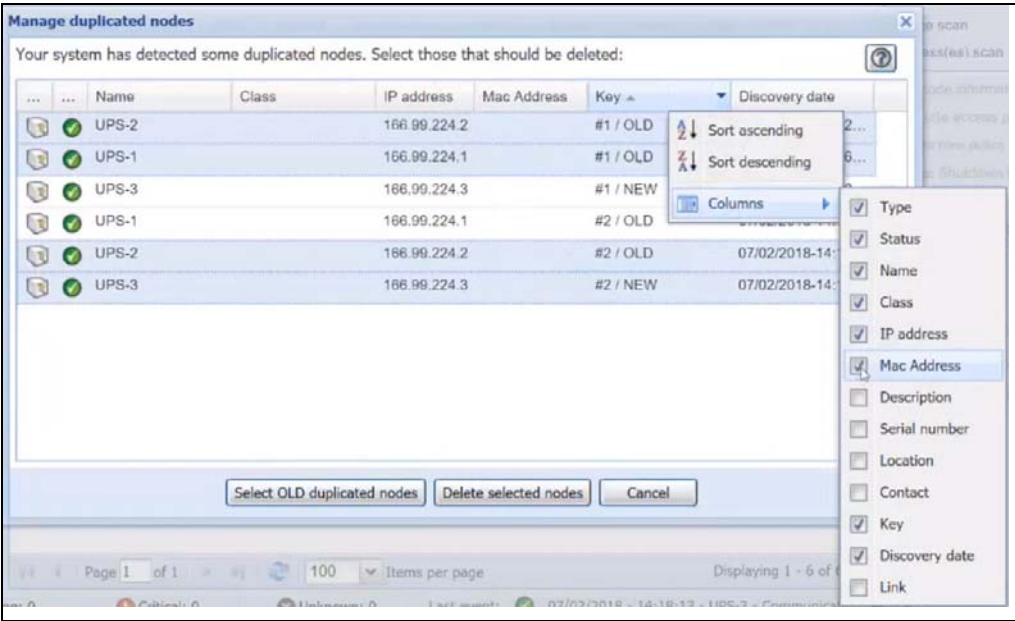 Manage duplicated nodes
Your system has detected some duplicated nodes. Select those that should be deleted:
... ... Name Class IP address Mac Address Key Discovery date
UPS-2 166.99.224.2 #1 / OLD 2...
UPS-1 166.99.224.1 #1 / OLD 6...
UPS-3 166.99.224.3 #1 / NEW
UPS-1 166.99.224.1 #2 / OLD
UPS-2 166.99.224.2 #2 / OLD 07/02/2018-14:
UPS-3 166.99.224.3 #2 / NEW 07/02/2018-14:
Sort ascending
Sort descending
Columns
Type
Status
Name
Class
IP address
Mac Address
Description
Serial number
Location
Contact
Key
Discovery date
Link
Select OLD duplicated nodes Delete selected nodes Cancel
Page 1 of 1 100 Items per page Displaying 1 - 6 of
Critical: 0 Unknown: 0 Last event: 07/02/2018 - 14:18:13 - UPS-3 -
scan
scan